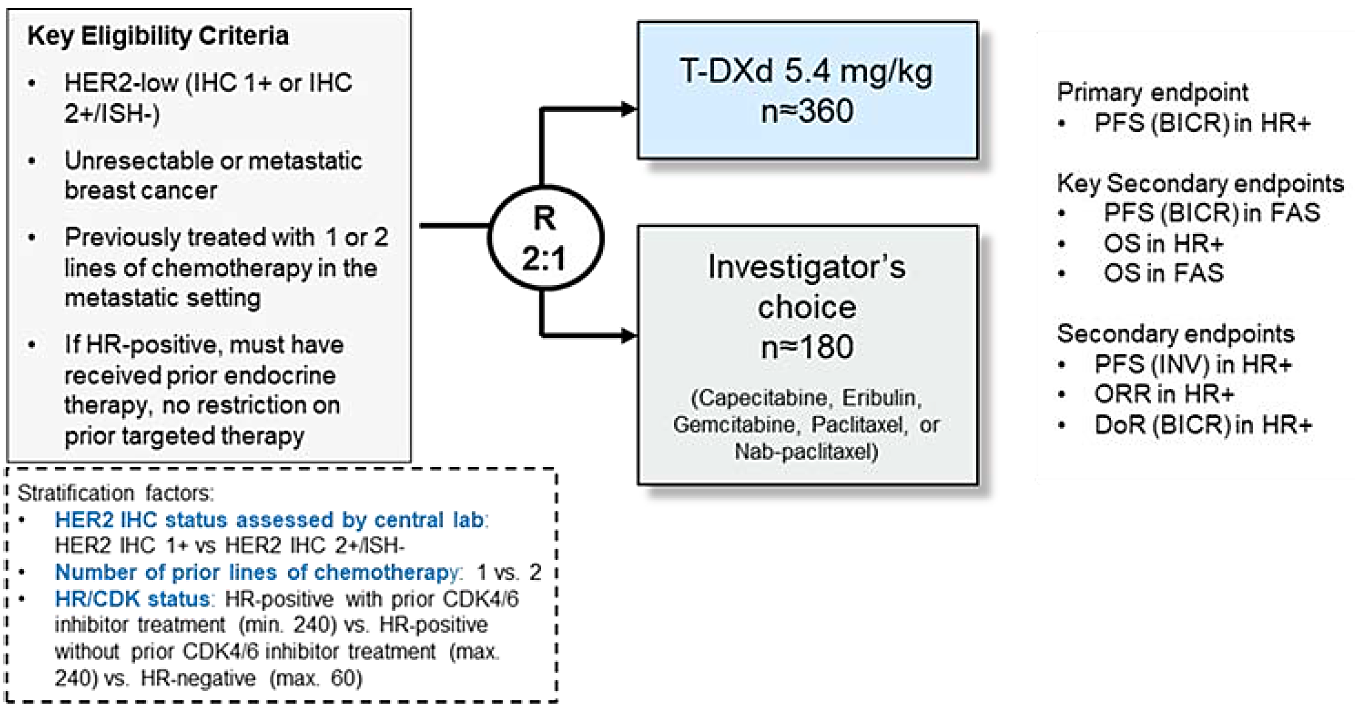 Key Eligibility Criteria
• HER2-low (IHC 1+ or IHC
2+/ISH-)
• Unresectable or metastatic
breast cancer
• Previously treated with 1 or 2
lines of chemotherapy in the
metastatic setting
• If HR-positive, must have
received prior endocrine
therapy, no restriction on
prior targeted therapy
Stratification factors:
• HER2 IHC status assessed by central lab:
HER2 IHC 1+ vs HER2 IHC 2+/ISH-
• Number of prior lines of chemotherapy: 1 vs. 2
• HR/CDK status: HR-positive with prior CDK4/6
inhibitor treatment (min. 240) vs. HR-positive
without prior CDK4/6 inhibitor treatment (max.
240) vs. HR-negative (max. 60)
R
2:1
T-DXd 5.4 mg/kg
n≈360
Investigator's
choice
n≈180
(Capecitabine, Eribulin,
Gemcitabine, Paclitaxel, or
Nab-paclitaxel)
Primary endpoint
• PFS (BICR) in HR+
Key Secondary endpoints
• PFS (BICR) in FAS
• OS in HR+
• OS in FAS
Secondary endpoints
• PFS (INV) in HR+
• ORR in HR+
• DoR (BICR) in HR+